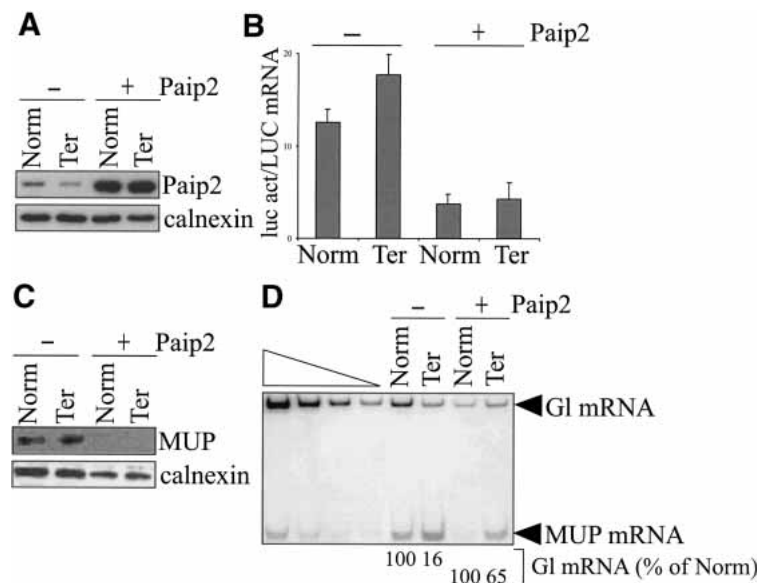 A
− + Paip2
Norm Ter Norm Ter
Paip2
calnexin
B
− + Paip2
luc act/LUC mRNA
20
10
0
Norm Ter Norm Ter
C
− + Paip2
Norm Ter Norm Ter
MUP
calnexin
D
− + Paip2
Norm Ter Norm Ter
Gl mRNA
MUP mRNA
100 16
100 65
Gl mRNA (% of Norm)